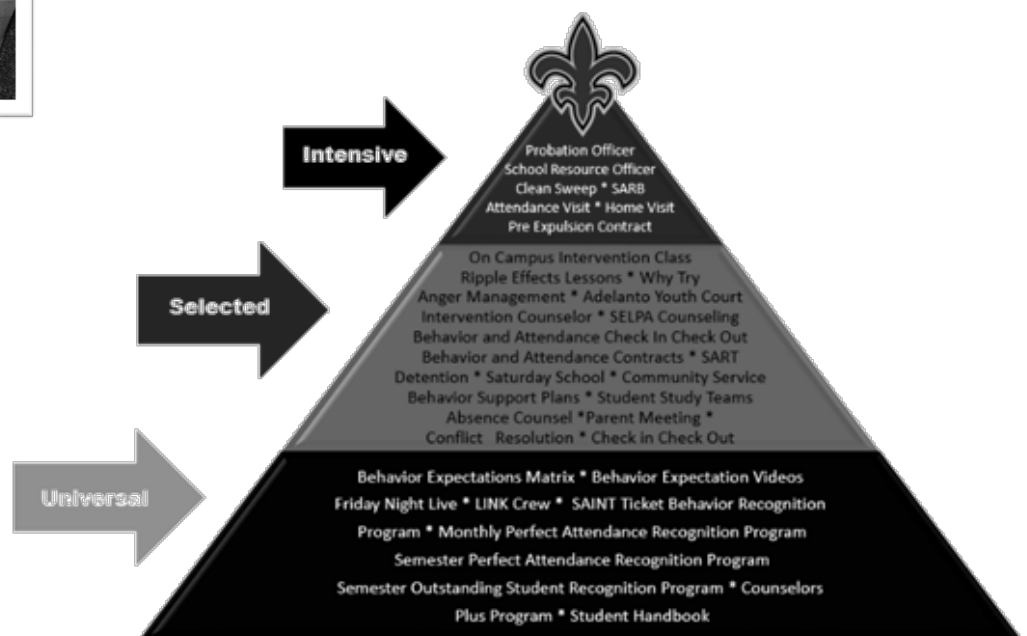 Intensive
Probation Officer
School Resource Officer
Clean Sweep * SARB
Attendance Visit * Home Visit
Pre Expulsion Contract
Selected
On Campus Intervention Class
Ripple Effects Lessons * Why Try
Anger Management * Adelanto Youth Court
Intervention Counselor * SELPA Counseling
Behavior and Attendance Check In Check Out
Behavior and Attendance Contracts * SART
Detention * Saturday School * Community Service
Behavior Support Plans * Student Study Teams
Absence Counsel *Parent Meeting *
Conflict Resolution * Check in Check Out
Universal
Behavior Expectations Matrix * Behavior Expectation Videos
Friday Night Live * LINK Crew * SAINT Ticket Behavior Recognition
Program * Monthly Perfect Attendance Recognition Program
Semester Perfect Attendance Recognition Program
Semester Outstanding Student Recognition Program * Counselors
Plus Program * Student Handbook